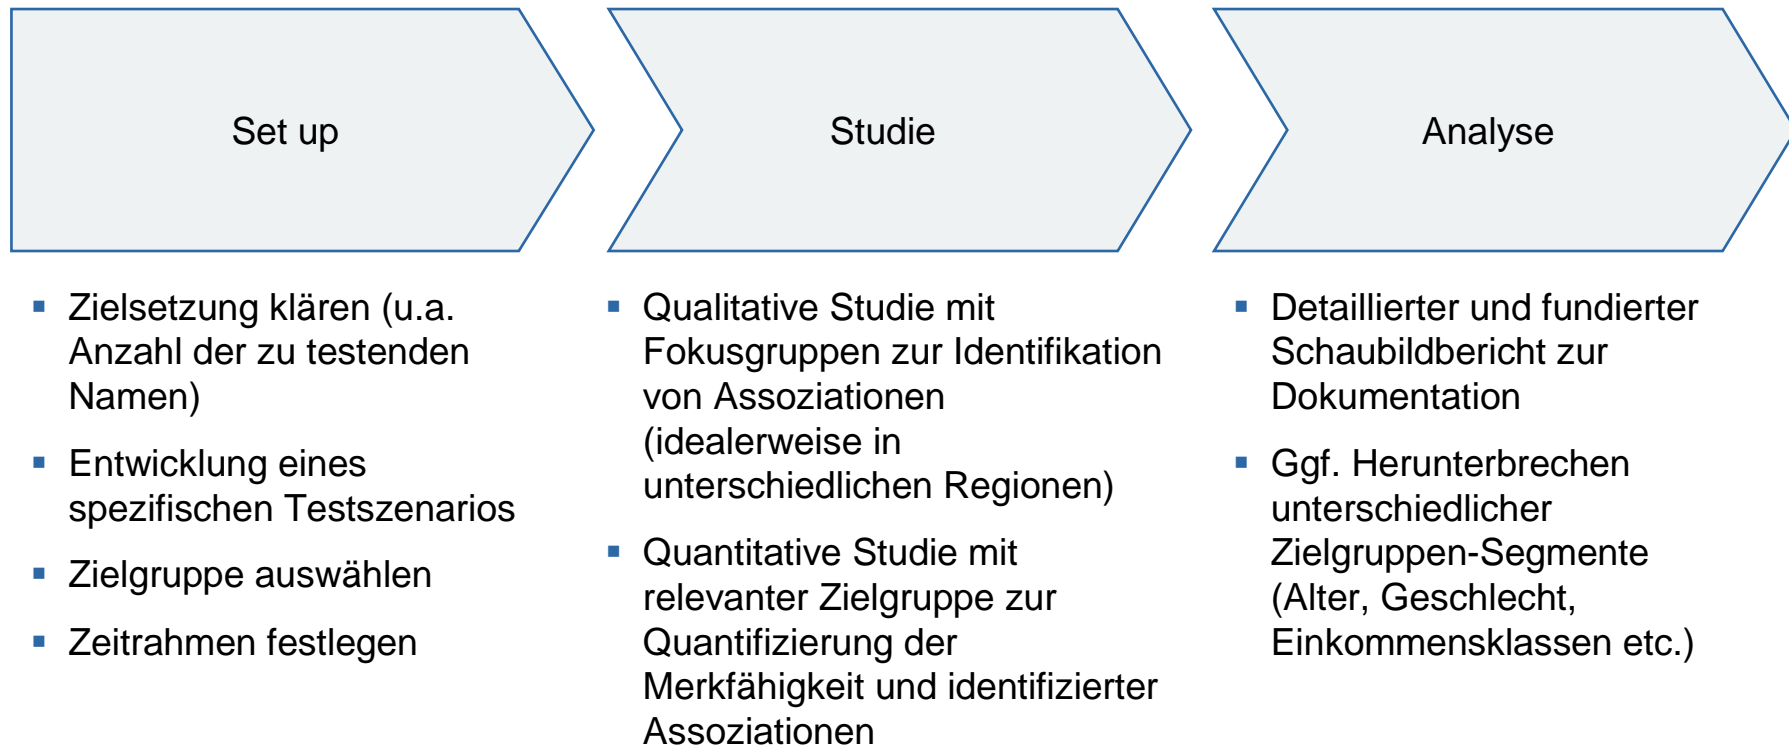 Set up
Studie
Analyse
▪ Zielsetzung klären (u.a.
Anzahl der zu testenden
Namen)
▪ Entwicklung eines
spezifischen Testszenarios
▪ Zielgruppe auswählen
▪ Zeitrahmen festlegen
▪ Qualitative Studie mit
Fokusgruppen zur Identifikation
von Assoziationen
(idealerweise in
unterschiedlichen Regionen)
▪ Quantitative Studie mit
relevanter Zielgruppe zur
Quantifizierung der
Merkfähigkeit und identifizierter
Assoziationen
▪ Detaillierter und fundierter
Schaubildbericht zur
Dokumentation
▪ Ggf. Herunterbrechen
unterschiedlicher
Zielgruppen-Segmente
(Alter, Geschlecht,
Einkommensklassen etc.)